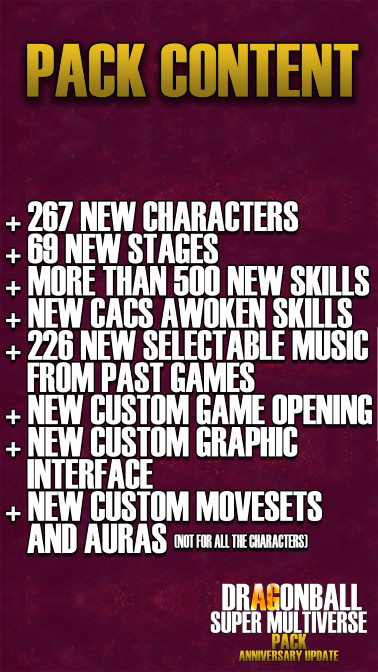 PACK CONTENT
+ 267 NEW CHARACTERS
+ 69 NEW STAGES
+ MORE THAN 500 NEW SKILLS
+ NEW CACS AWOKEN SKILLS
+ 226 NEW SELECTABLE MUSIC
FROM PAST GAMES
+ NEW CUSTOM GAME OPENING
+ NEW CUSTOM GRAPHIC
INTERFACE
+ NEW CUSTOM MOVESETS
AND AURAS (NOT FOR ALL THE CHARACTERS)
DRAGONBALL
SUPER MULTIVERSE
PACK
ANNIVERSARY UPDATE